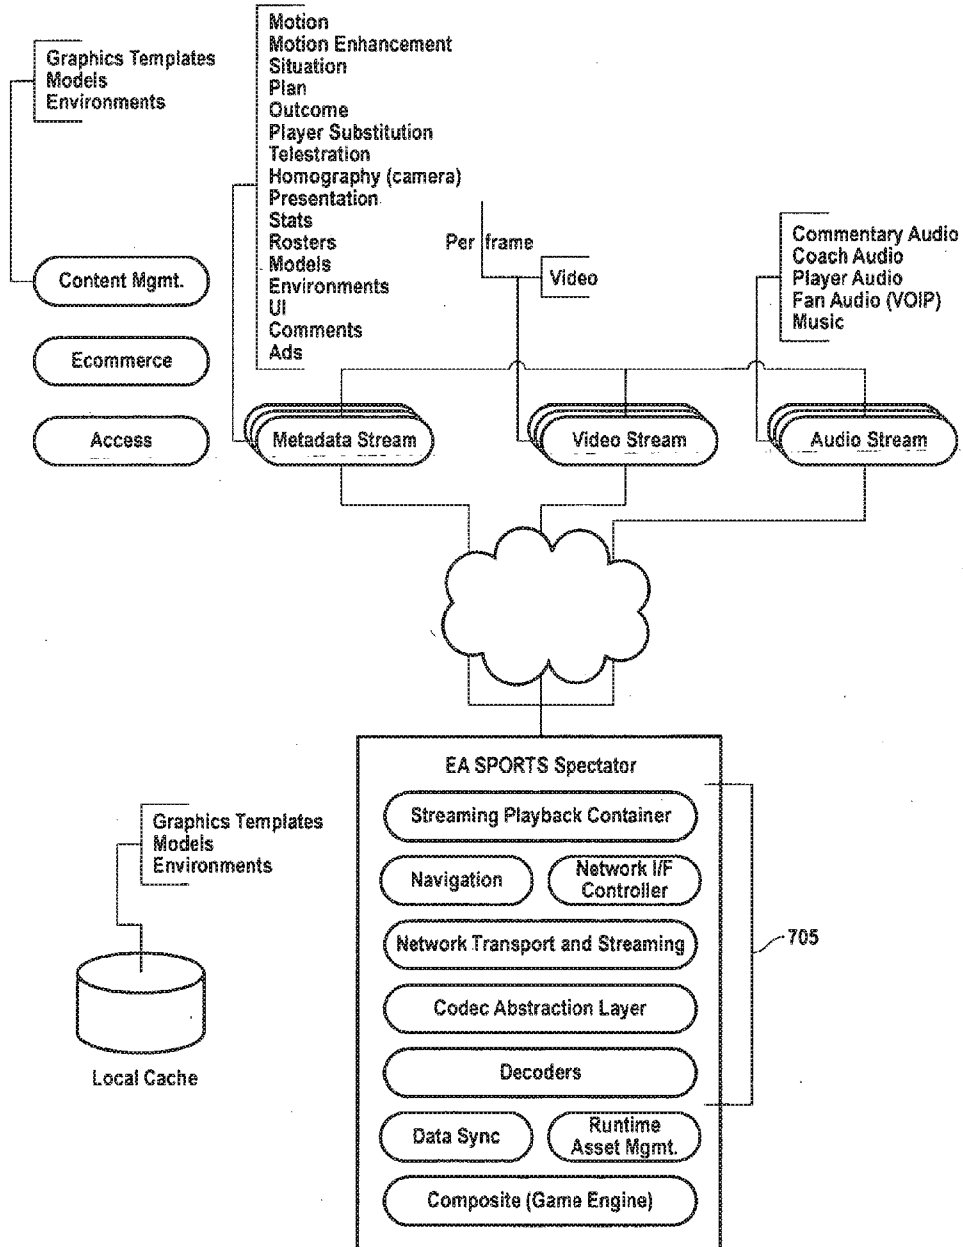 Graphics Templates
Models
Environments
Motion
Motion Enhancement
Situation
Plan
Outcome
Player Substitution
Telestration
Homography (camera)
Presentation
Stats
Rosters
Models
Environments
UI
Comments
Ads
Per frame
Video
Commentary Audio
Coach Audio
Player Audio
Fan Audio (VOIP)
Music
Content Mgmt.
Ecommerce
Access
Metadata Stream
Video Stream
Audio Stream
EA SPORTS Spectator
Streaming Playback Container
Navigation
Network I/F
Controller
Network Transport and Streaming
Codec Abstraction Layer
Decoders
Data Sync
Runtime
Asset Mgmt.
Composite (Game Engine)
705
Graphics Templates
Models
Environments
Local Cache